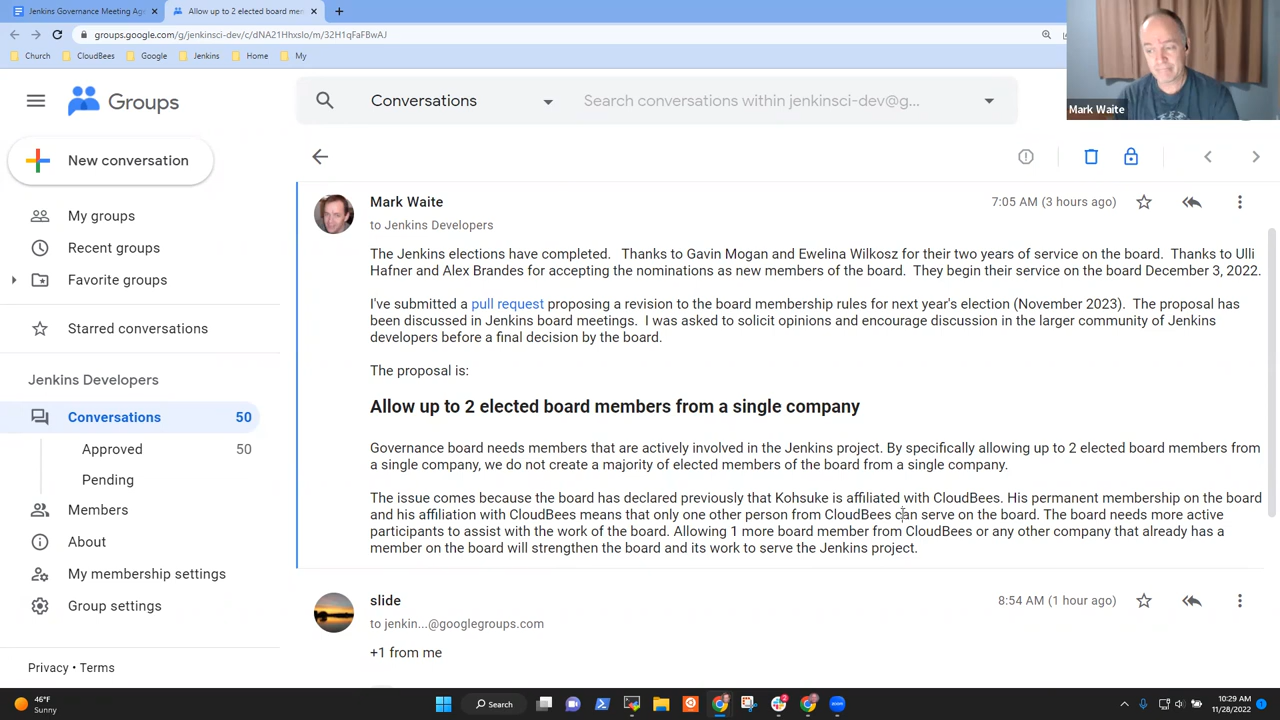 Jenkins Governance Meeting Age
Allow up to 2 elected board mem
groups.google.com/g/jenkinsci-dev/c/dNA21Hhxslo/m/32H1qFaFBwAJ
Church
CloudBees
Google
Jenkins
Home
My
Mark Waite
Groups
Conversations
Search conversations within jenkinsci-dev@g...
New conversation
My groups
Recent groups
Favorite groups
Starred conversations
Jenkins Developers
Conversations 50
Approved 50
Pending
Members
About
My membership settings
Group settings
Privacy • Terms
Mark Waite
7:05 AM (3 hours ago)
to Jenkins Developers
The Jenkins elections have completed. Thanks to Gavin Mogan and Ewelina Wilkosz for their two years of service on the board. Thanks to Ulli
Hafner and Alex Brandes for accepting the nominations as new members of the board. They begin their service on the board December 3, 2022.
I've submitted a pull request proposing a revision to the board membership rules for next year's election (November 2023). The proposal has
been discussed in Jenkins board meetings. I was asked to solicit opinions and encourage discussion in the larger community of Jenkins
developers before a final decision by the board.
The proposal is:
Allow up to 2 elected board members from a single company
Governance board needs members that are actively involved in the Jenkins project. By specifically allowing up to 2 elected board members from
a single company, we do not create a majority of elected members of the board from a single company.
The issue comes because the board has declared previously that Kohsuke is affiliated with CloudBees. His permanent membership on the board
and his affiliation with CloudBees means that only one other person from CloudBees can serve on the board. The board needs more active
participants to assist with the work of the board. Allowing 1 more board member from CloudBees or any other company that already has a
member on the board will strengthen the board and its work to serve the Jenkins project.
slide
8:54 AM (1 hour ago)
to jenkin...@googlegroups.com
+1 from me
46°F
Sunny
Search
10:29 AM
11/28/2022